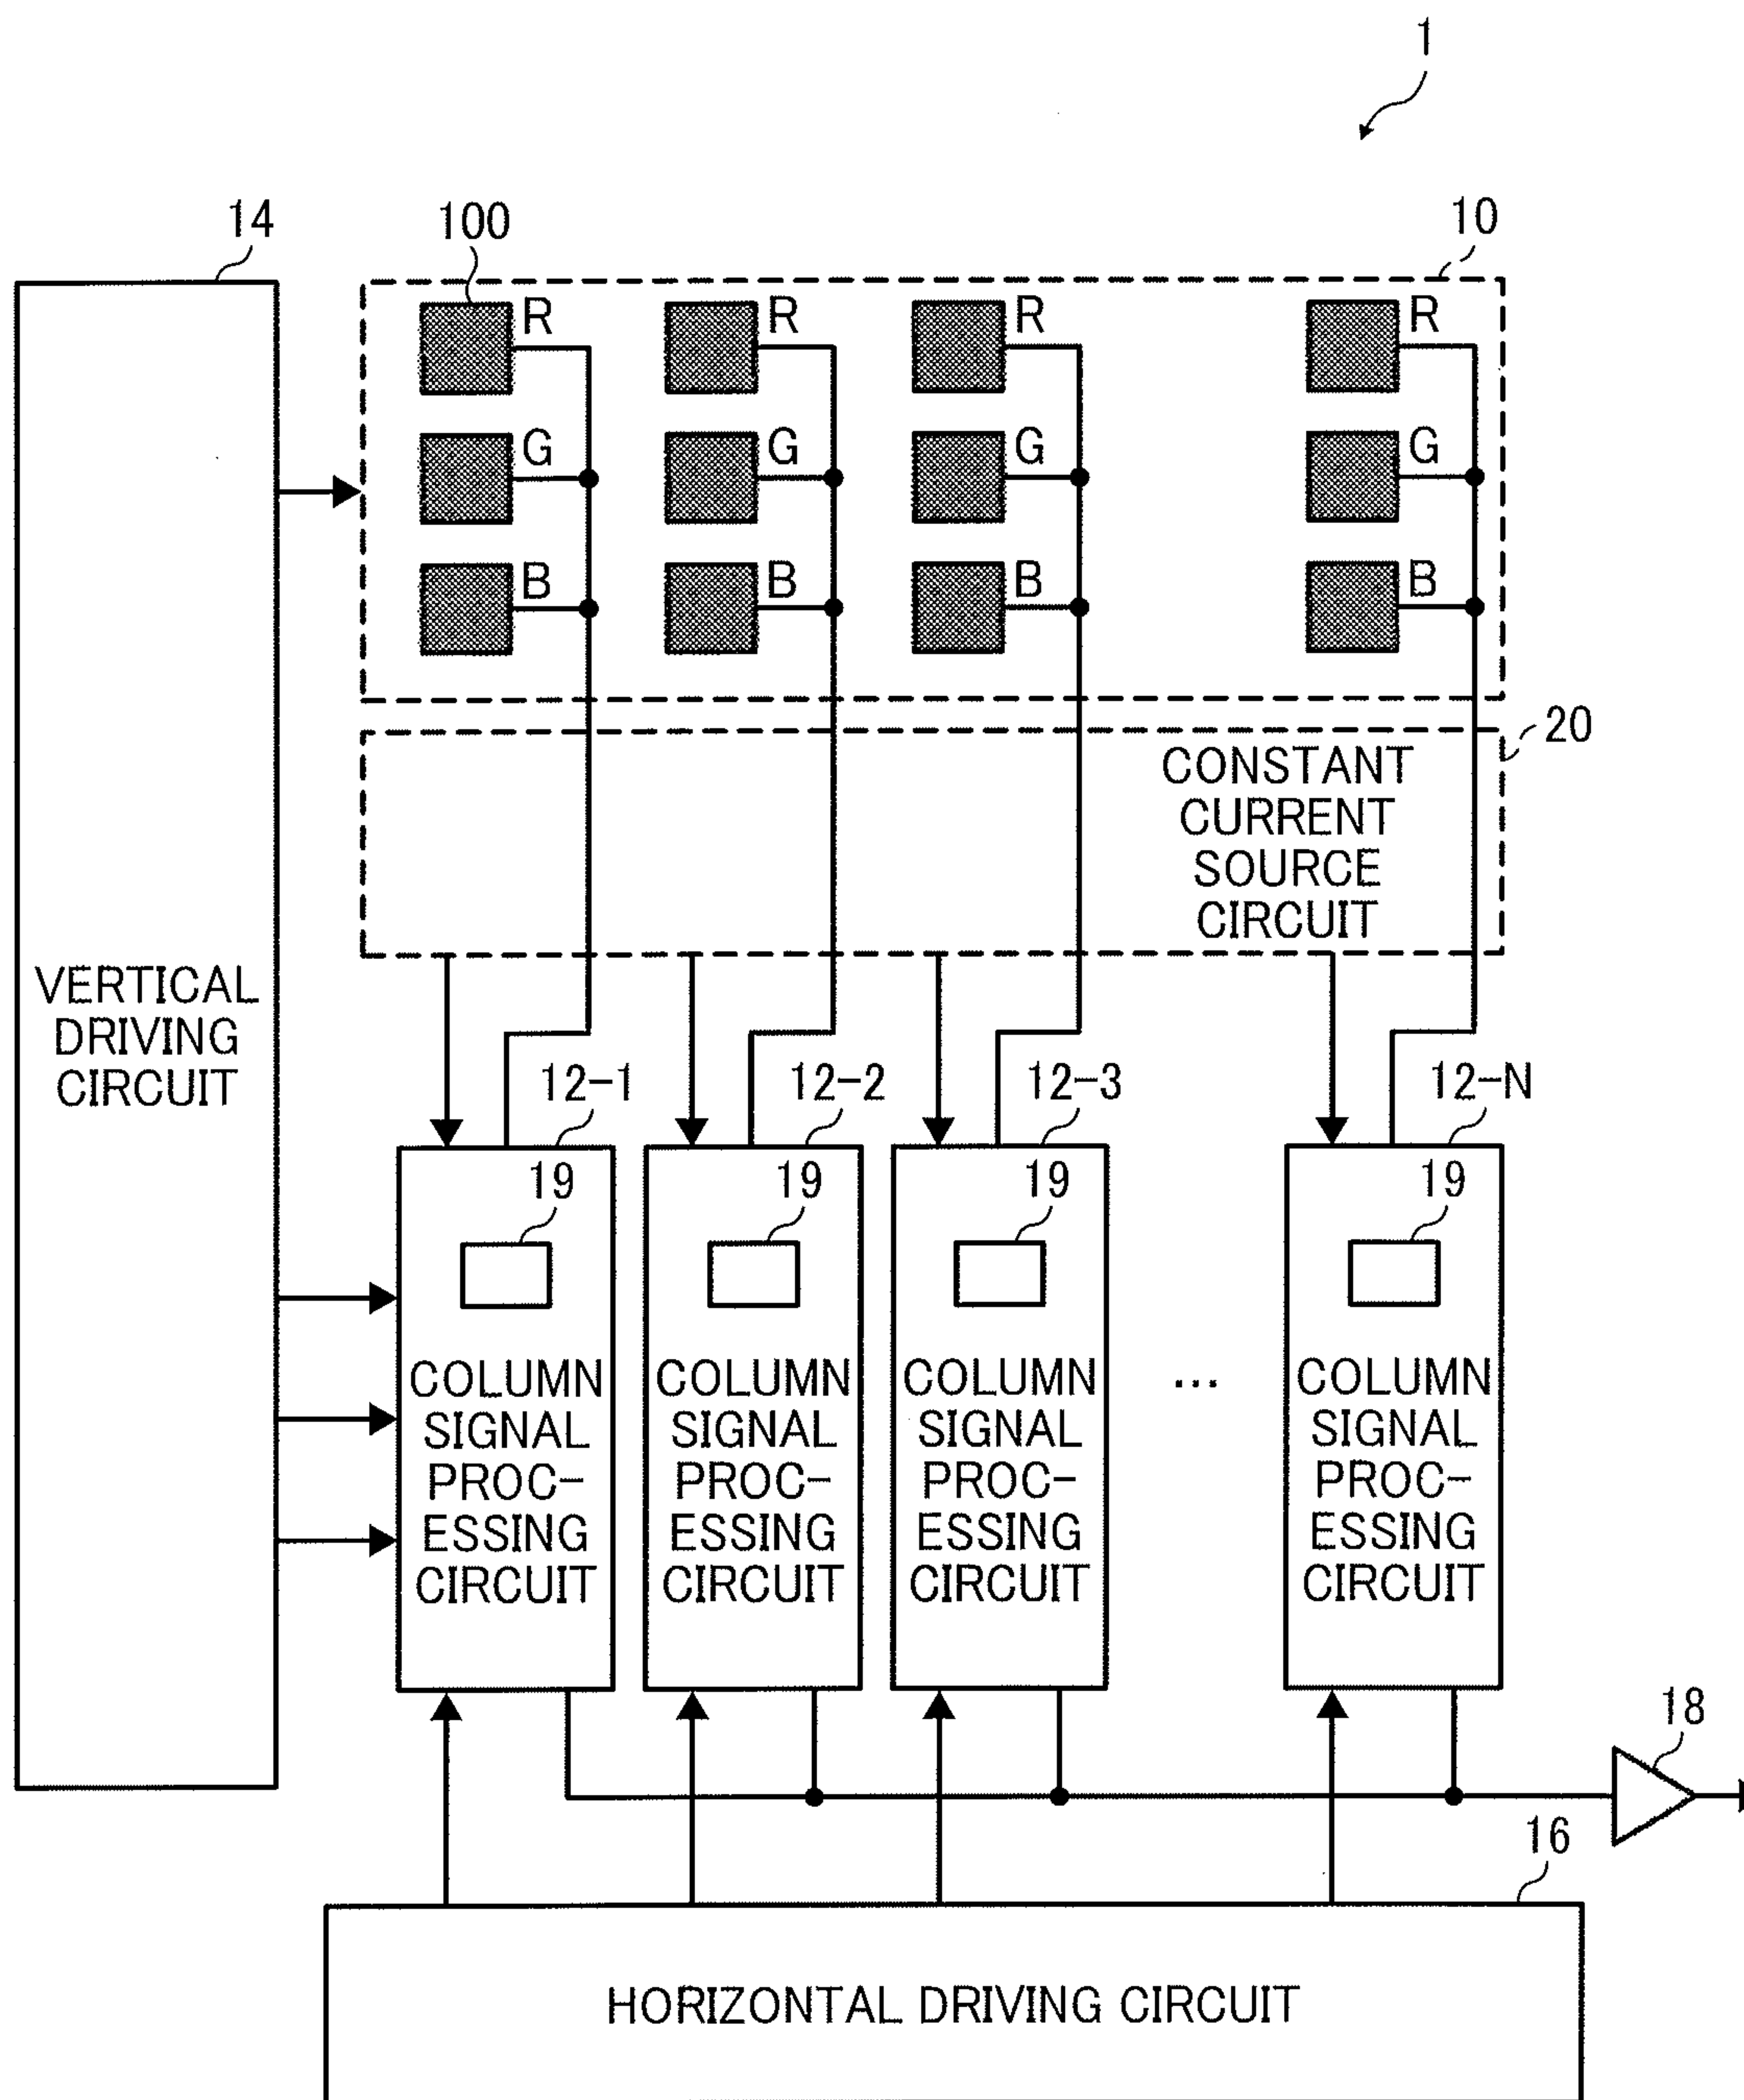 1
14
100
10
R R R R
G G G G
B B B B
20
CONSTANT
CURRENT
SOURCE
CIRCUIT
VERTICAL
DRIVING
CIRCUIT
12-1 12-2 12-3 12-N
19 19 19 19
COLUMN
SIGNAL
PROC-
ESSING
CIRCUIT
COLUMN
SIGNAL
PROC-
ESSING
CIRCUIT
COLUMN
SIGNAL
PROC-
ESSING
CIRCUIT
...
COLUMN
SIGNAL
PROC-
ESSING
CIRCUIT
18
16
HORIZONTAL DRIVING CIRCUIT